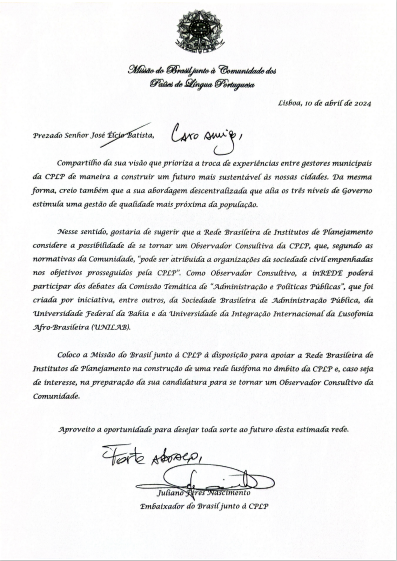 Missão do Brasil junto à Comunidade dos
Países de Língua Portuguesa
Lisboa, 10 de abril de 2024
Prezado Senhor José Élcio Batista, Caro amigo,
Compartilho da sua visão que prioriza a troca de experiências entre gestores municipais
da CPLP de maneira a construir um futuro mais sustentável às nossas cidades. Da mesma
forma, creio também que a sua abordagem descentralizada que alia os três níveis de Governo
estimula uma gestão de qualidade mais próxima da população.
Nesse sentido, gostaria de sugerir que a Rede Brasileira de Institutos de Planejamento
considere a possibilidade de se tornar um Observador Consultiva da CPLP, que, segundo as
normativas da Comunidade, "pode ser atribuída a organizações da sociedade civil empenhadas
nos objetivos prosseguidos pela CPLP". Como Observador Consultivo, a inREDE poderá
participar dos debates da Comissão Temática de "Administração e Políticas Públicas", que foi
criada por iniciativa, entre outros, da Sociedade Brasileira de Administração Pública, da
Universidade Federal da Bahia e da Universidade da Integração Internacional da Lusofonia
Afro-Brasileira (UNILAB).
Coloco a Missão do Brasil junto à CPLP à disposição para apoiar a Rede Brasileira de
Institutos de Planejamento na construção de uma rede lusófona no âmbito da CPLP e, caso seja
de interesse, na preparação da sua candidatura para se tornar um Observador Consultivo da
Comunidade.
Aproveito a oportunidade para desejar toda sorte ao futuro desta estimada rede.
Forte abraço,
Juliano Féres Nascimento
Embaixador do Brasil junto à CPLP